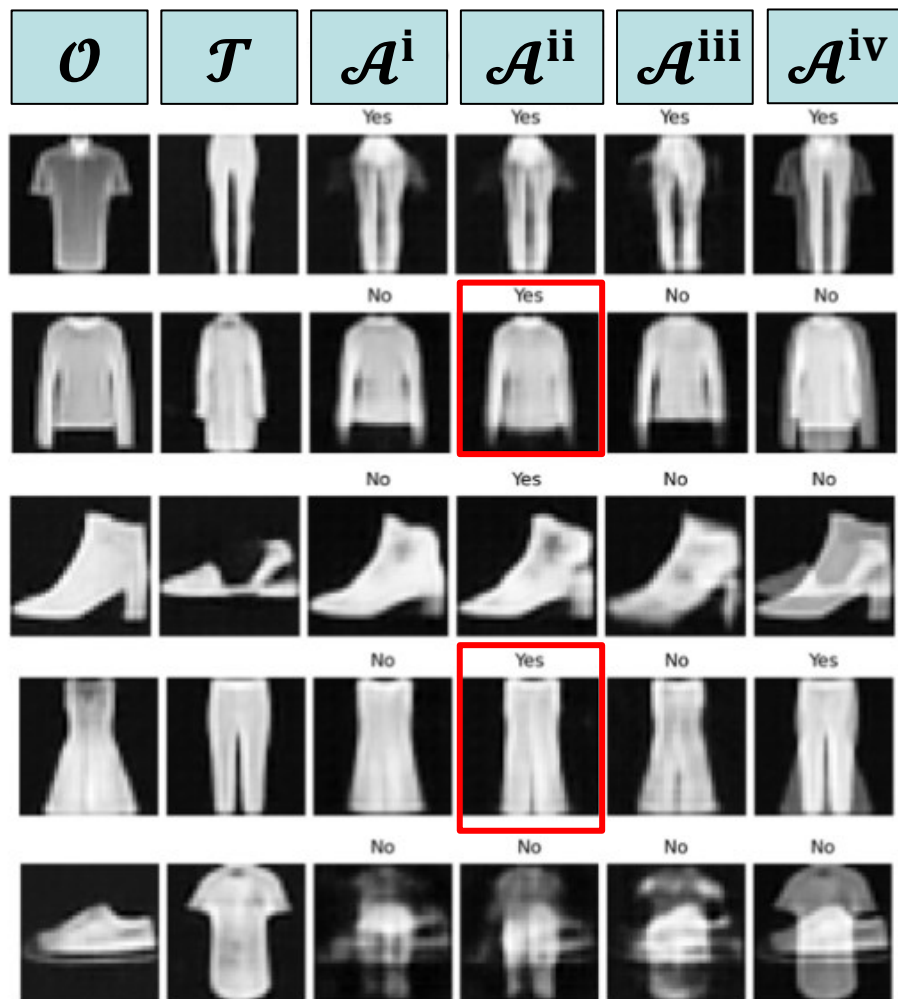 𝒪 𝒯 𝒜ⁱ 𝒜ⁱⁱ 𝒜ⁱⁱⁱ 𝒜ⁱᵛ
Yes Yes Yes Yes
No Yes No No
No Yes No No
No Yes No Yes
No No No No